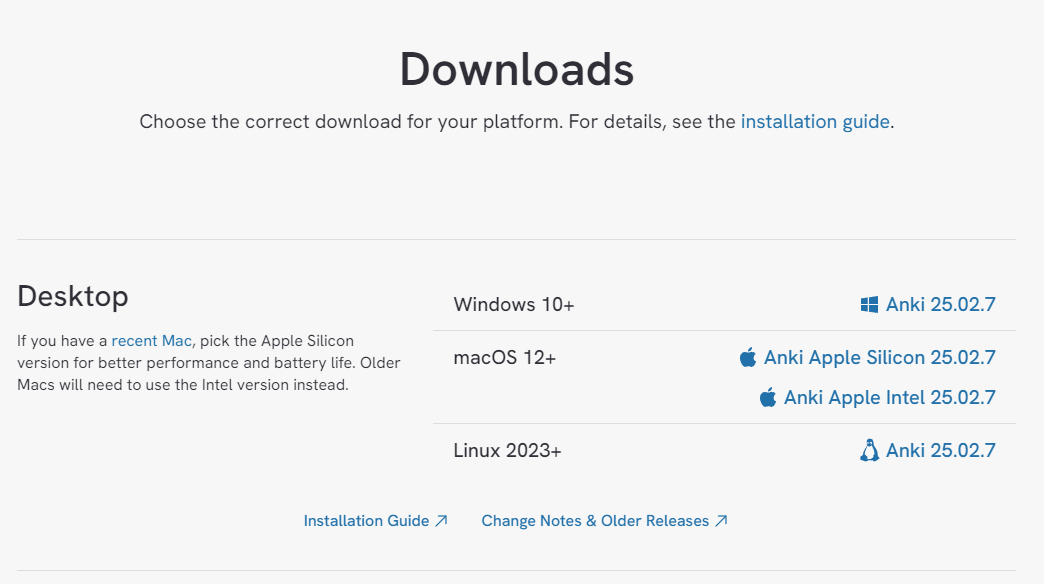 Downloads
Choose the correct download for your platform. For details, see the installation guide.
Desktop
If you have a recent Mac, pick the Apple Silicon
version for better performance and battery life. Older
Macs will need to use the Intel version instead.
Windows 10+ Anki 25.02.7
macOS 12+ Anki Apple Silicon 25.02.7
Anki Apple Intel 25.02.7
Linux 2023+ Anki 25.02.7
Installation Guide Change Notes & Older Releases